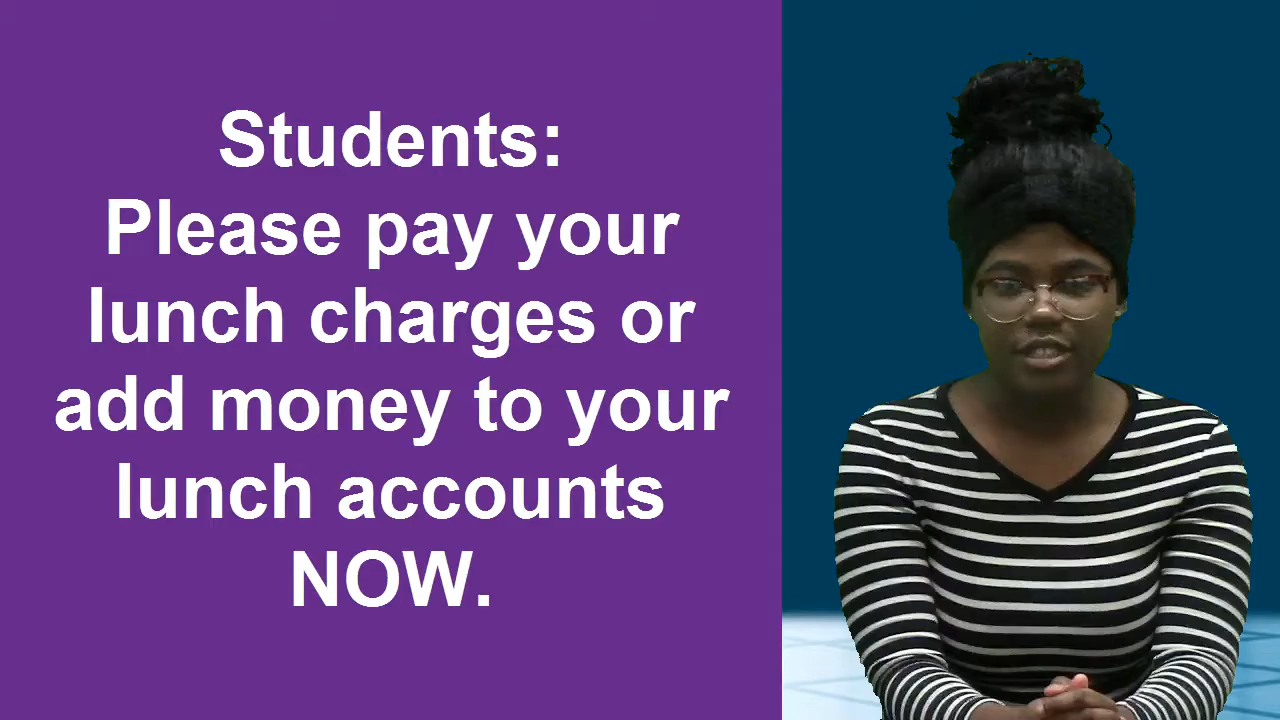 Students:
Please pay your
lunch charges or
add money to your
lunch accounts
NOW.